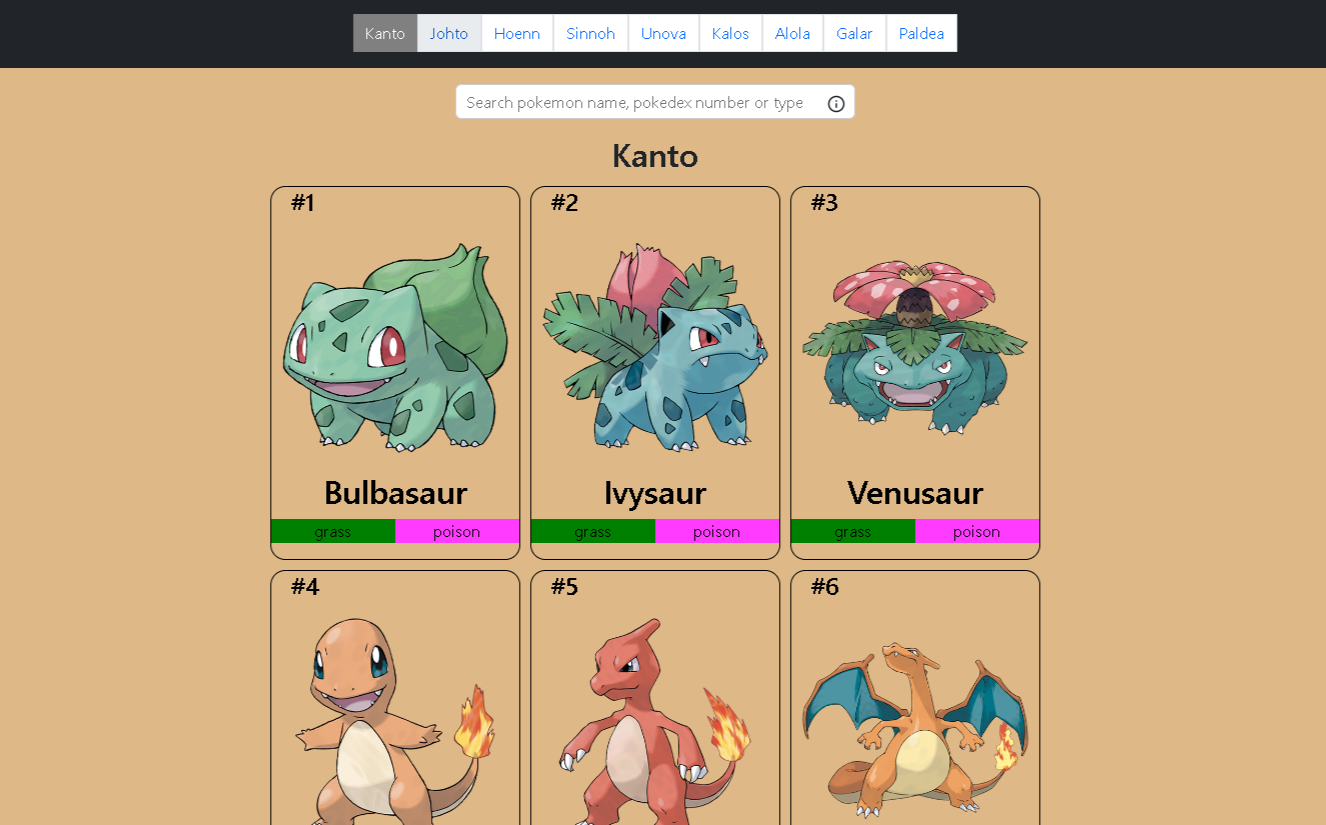 Kanto Johto Hoenn Sinnoh Unova Kalos Alola Galar Paldea
Search pokemon name, pokedex number or type
Kanto
#1 #2 #3
Bulbasaur Ivysaur Venusaur
grass poison grass poison grass poison
#4 #5 #6